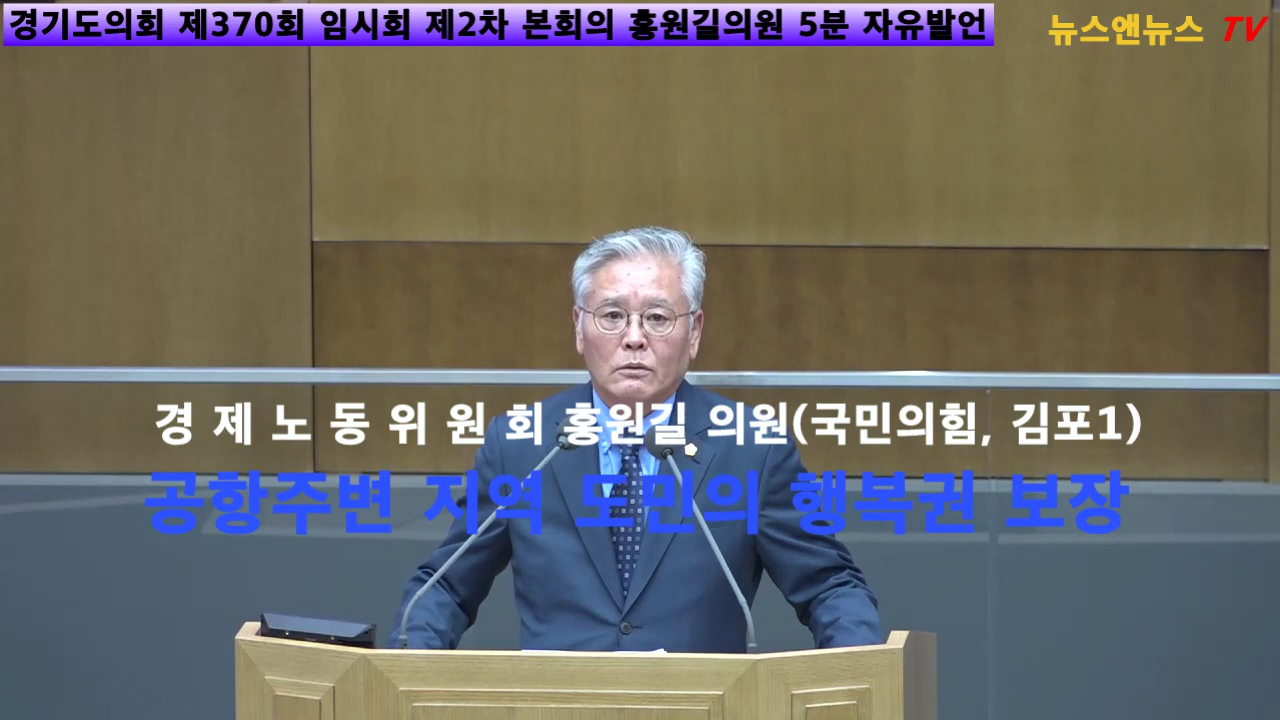 경기도의회 제370회 임시회 제2차 본회의 홍원길의원 5분 자유발언
뉴스앤뉴스 TV
경 제 노 동 위 원 회 홍원길 의원(국민의힘, 김포1)
공항주변 지역 도민의 행복권 보장